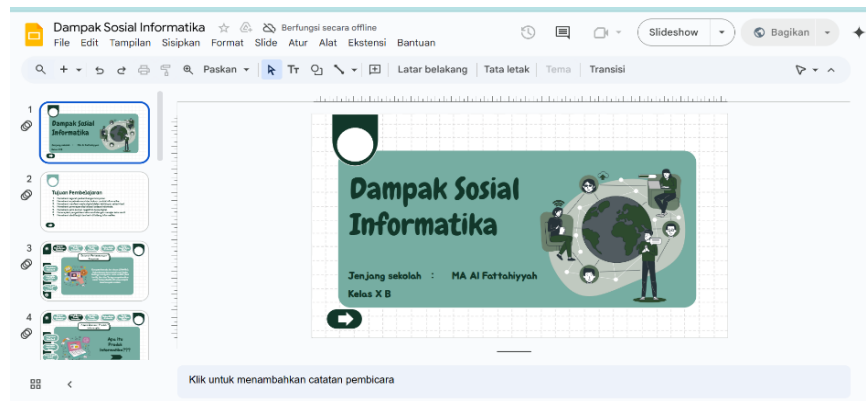 Dampak Sosial Informatika
Berfungsi secara offline
File Edit Tampilan Sisipkan Format Slide Atur Alat Ekstensi Bantuan
Slideshow
Bagikan
Paskan
Latar belakang
Tata letak
Tema
Transisi
1
Dampak Sosial
Informatika
2
Tujuan Pembelajaran
3
4
Apa Itu
Produk
Informatika???
Dampak Sosial
Informatika
Jenjang sekolah : MA Al Fattahiyyah
Kelas X B
Klik untuk menambahkan catatan pembicara